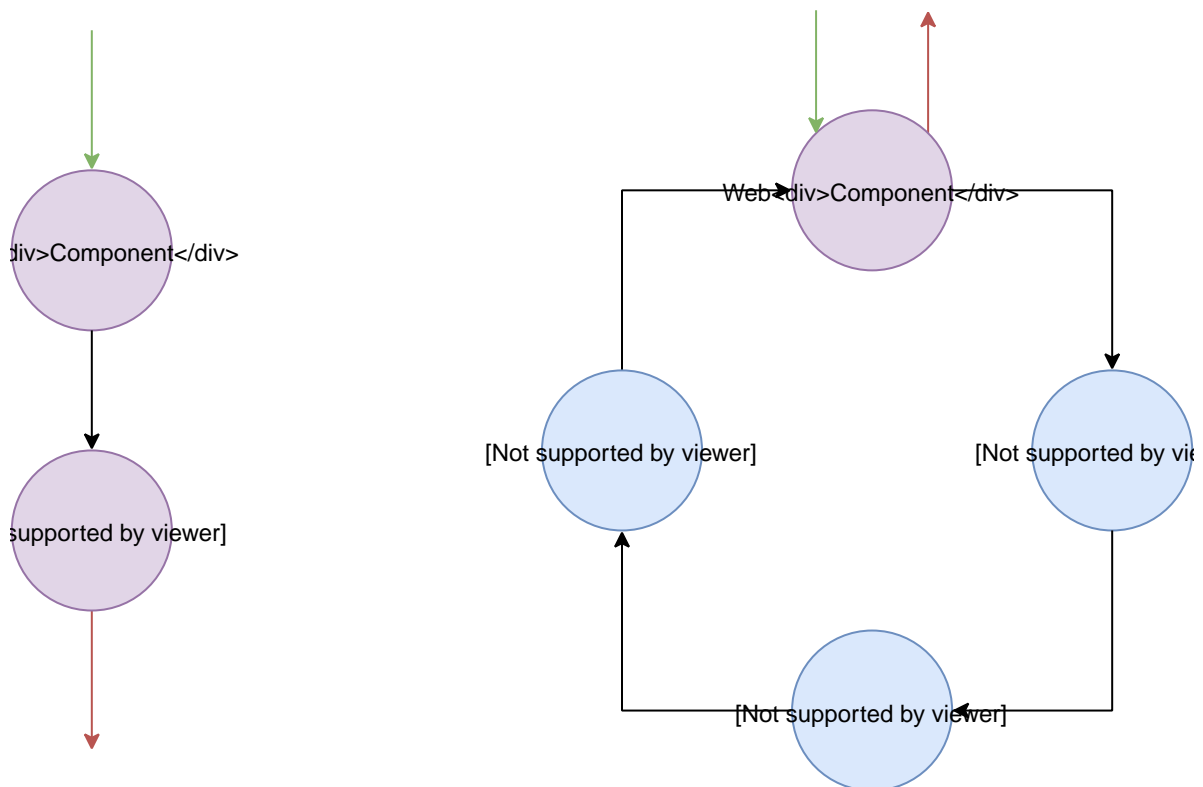 Web<div>Component</div>
div>Component</div>
[Not supported by viewer]
[Not supported by vie
supported by viewer]
[Not supported by viewer]